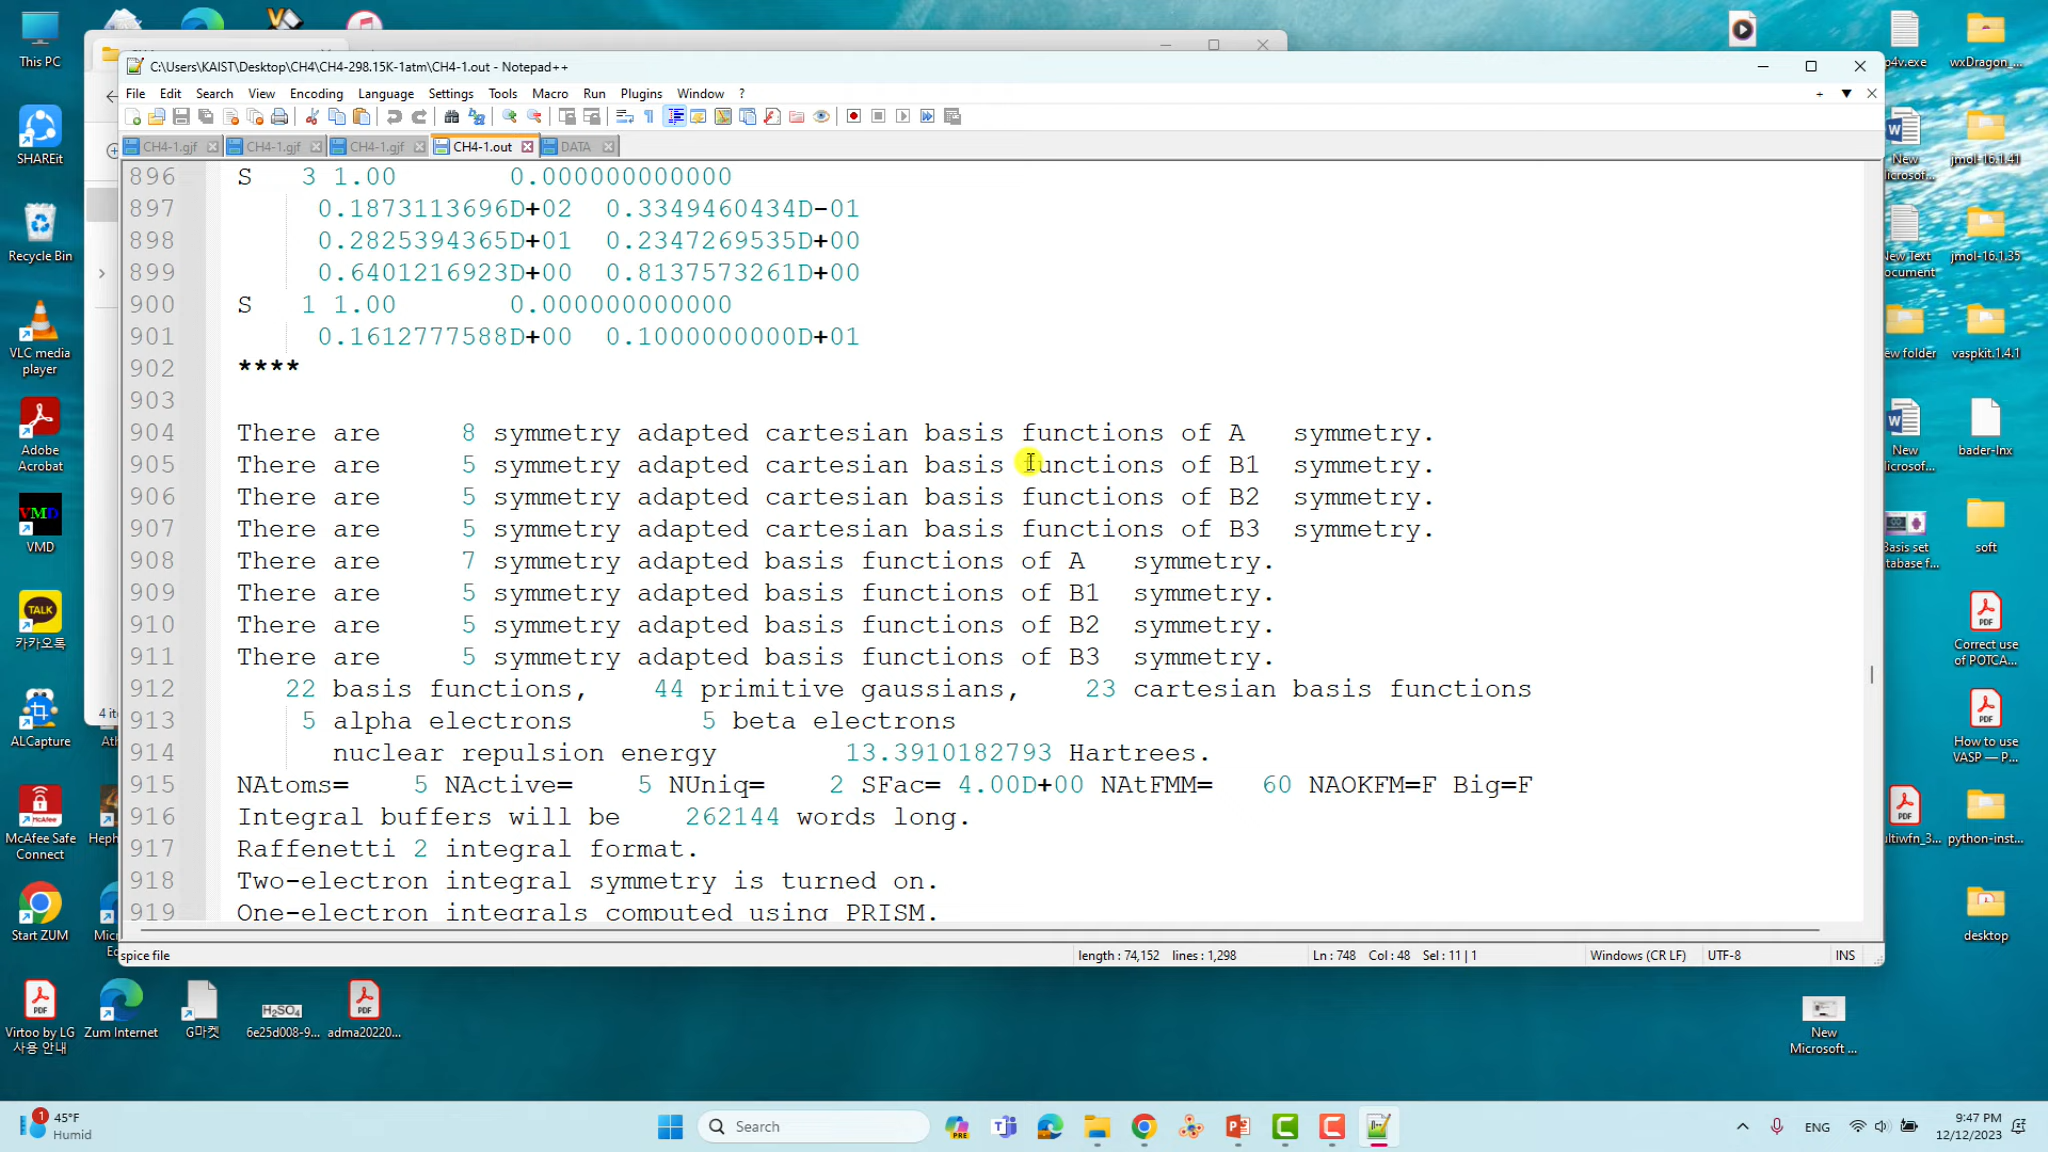 This PC
C:\Users\KAIST\Desktop\CH4\CH4-298.15K-1atm\CH4-1.out - Notepad++
File Edit Search View Encoding Language Settings Tools Macro Run Plugins Window ?
CH4-1.gjf CH4-1.gjf CH4-1.gjf CH4-1.out DATA
896 S 3 1.00 0.000000000000
897 0.1873113696D+02 0.3349460434D-01
898 0.2825394365D+01 0.2347269535D+00
899 0.6401216923D+00 0.8137573261D+00
900 S 1 1.00 0.000000000000
901 0.1612777588D+00 0.1000000000D+01
902 ****
903
904 There are 8 symmetry adapted cartesian basis functions of A symmetry.
905 There are 5 symmetry adapted cartesian basis functions of B1 symmetry.
906 There are 5 symmetry adapted cartesian basis functions of B2 symmetry.
907 There are 5 symmetry adapted cartesian basis functions of B3 symmetry.
908 There are 7 symmetry adapted basis functions of A symmetry.
909 There are 5 symmetry adapted basis functions of B1 symmetry.
910 There are 5 symmetry adapted basis functions of B2 symmetry.
911 There are 5 symmetry adapted basis functions of B3 symmetry.
912 22 basis functions, 44 primitive gaussians, 23 cartesian basis functions
913 5 alpha electrons 5 beta electrons
914 nuclear repulsion energy 13.3910182793 Hartrees.
915 NAtoms= 5 NActive= 5 NUniq= 2 SFac= 4.00D+00 NAtFMM= 60 NAOKFM=F Big=F
916 Integral buffers will be 262144 words long.
917 Raffenetti 2 integral format.
918 Two-electron integral symmetry is turned on.
919 One-electron integrals computed using PRISM.
spice file length : 74,152 lines : 1,298 Ln : 748 Col : 48 Sel : 11 | 1 Windows (CR LF) UTF-8 INS
SHAREit
Recycle Bin
VLC media
player
Adobe
Acrobat
VMD
VMD
TALK
카카오톡
ALCapture
McAfee Safe
Connect
Start ZUM
Virtoo by LG
사용 안내
Zum Internet
G마켓
H₂SO₄
6e25d008-9...
adma20220...
p4v.exe
wxDragon_...
New
jmol-16.1.41
New Text
jmol-16.1.35
folder
vaspkit.1.4.1
New
bader-lnx
Basis set
soft
PDF
Correct use
of POTCA...
PDF
How to use
VASP — P...
python-inst...
desktop
New
Microsoft ...
45°F
Humid
Search
ENG
9:47 PM
12/12/2023